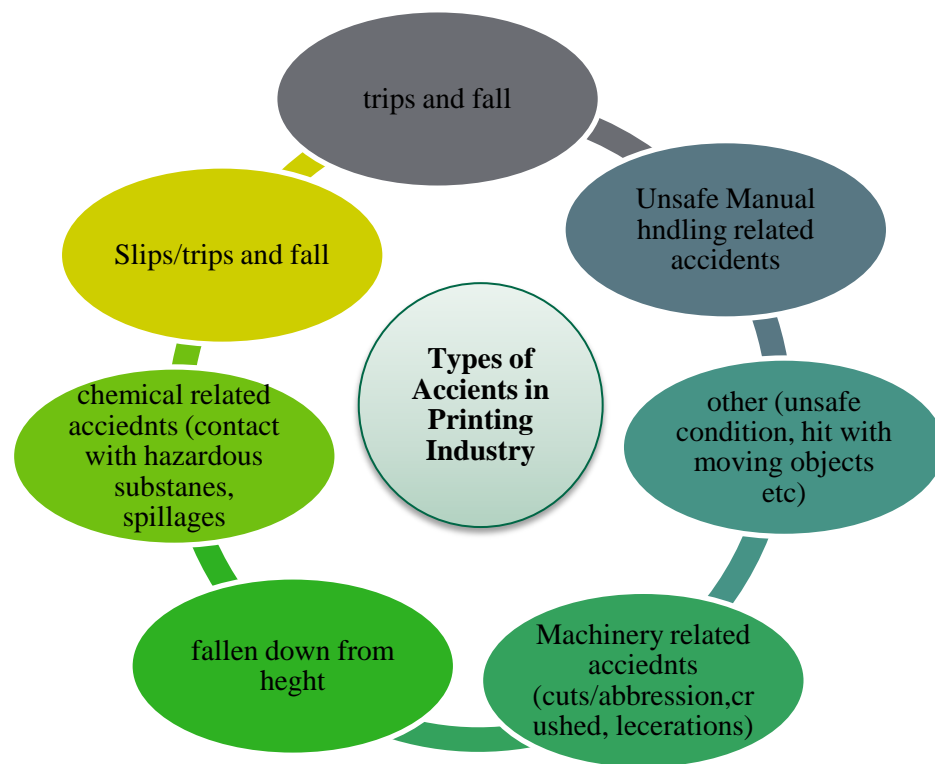 trips and fall
Unsafe Manual
hndling related
accidents
other (unsafe
condition, hit with
moving objects
etc)
Machinery related
acciednts
(cuts/abbression,cr
ushed, lecerations)
fallen down from
heght
chemical related
acciednts (contact
with hazardous
substanes,
spillages
Slips/trips and fall
Types of
Accients in
Printing
Industry